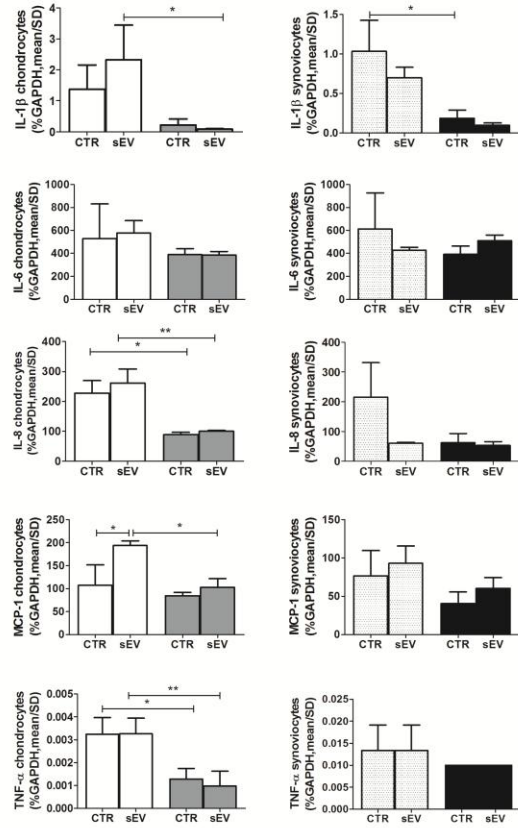 IL-1β chondrocytes
(%GAPDH,mean/SD)
4
3
2
1
0
*
CTR
sEV
CTR
sEV
IL-1β synoviocytes
(%GAPDH,mean/SD)
1.5
1.0
0.5
0.0
*
CTR
sEV
CTR
sEV
IL-6 chondrocytes
(%GAPDH,mean/SD)
1000
800
600
400
200
0
CTR
sEV
CTR
sEV
IL-6 synoviocytes
(%GAPDH,mean/SD)
1000
800
600
400
200
0
CTR
sEV
CTR
sEV
IL-8 chondrocytes
(%GAPDH,mean/SD)
400
300
200
100
0
**
*
CTR
sEV
CTR
sEV
IL-8 synoviocytes
(%GAPDH,mean/SD)
400
300
200
100
0
CTR
sEV
CTR
sEV
MCP-1 chondrocytes
(%GAPDH,mean/SD)
250
200
150
100
50
0
*
*
CTR
sEV
CTR
sEV
MCP-1 synoviocytes
(%GAPDH,mean/SD)
150
100
50
0
CTR
sEV
CTR
sEV
TNF-α chondrocytes
(%GAPDH,mean/SD)
0.005
0.004
0.003
0.002
0.001
0.000
**
*
CTR
sEV
CTR
sEV
TNF-α synoviocytes
(%GAPDH,mean/SD)
0.025
0.020
0.015
0.010
0.005
0.000
CTR
sEV
CTR
sEV